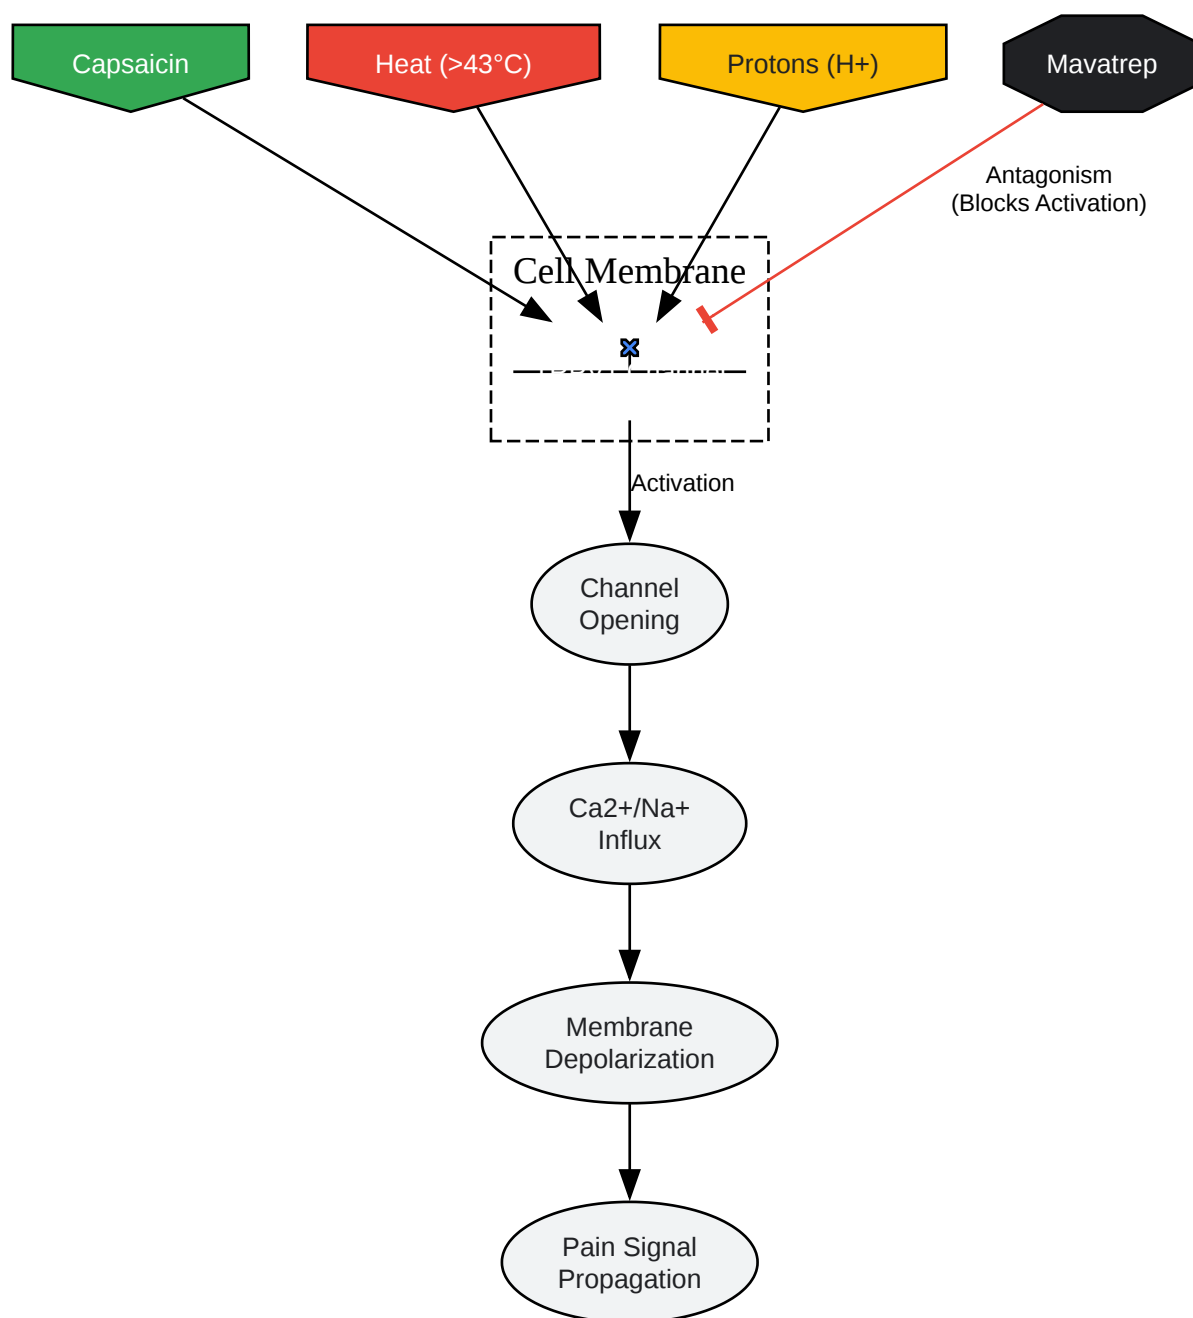 Capsaicin
Heat (>43°C)
Protons (H+)
Mavatrep
Antagonism
(Blocks Activation)
Cell Membrane
Activation
Channel
Opening
Ca2+/Na+
Influx
Membrane
Depolarization
Pain Signal
Propagation